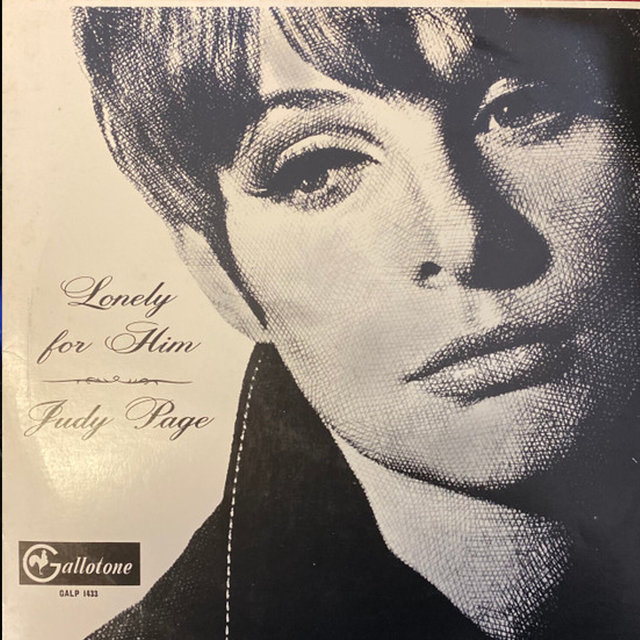 Lonely
for Him
Judy Page
Gallotone
GALP 1433